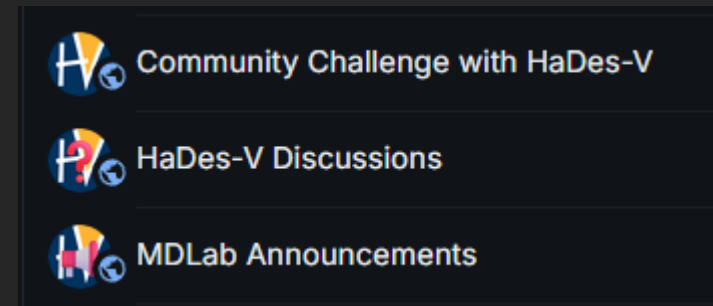 Community Challenge with HaDes-V
HaDes-V Discussions
MDLab Announcements